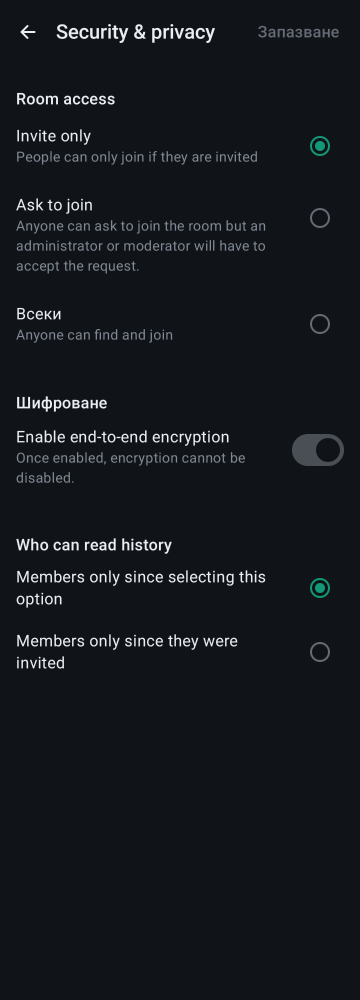 Security & privacy
Запазване
Room access
Invite only
People can only join if they are invited
Ask to join
Anyone can ask to join the room but an
administrator or moderator will have to
accept the request.
Всеки
Anyone can find and join
Шифроване
Enable end-to-end encryption
Once enabled, encryption cannot be
disabled.
Who can read history
Members only since selecting this
option
Members only since they were
invited